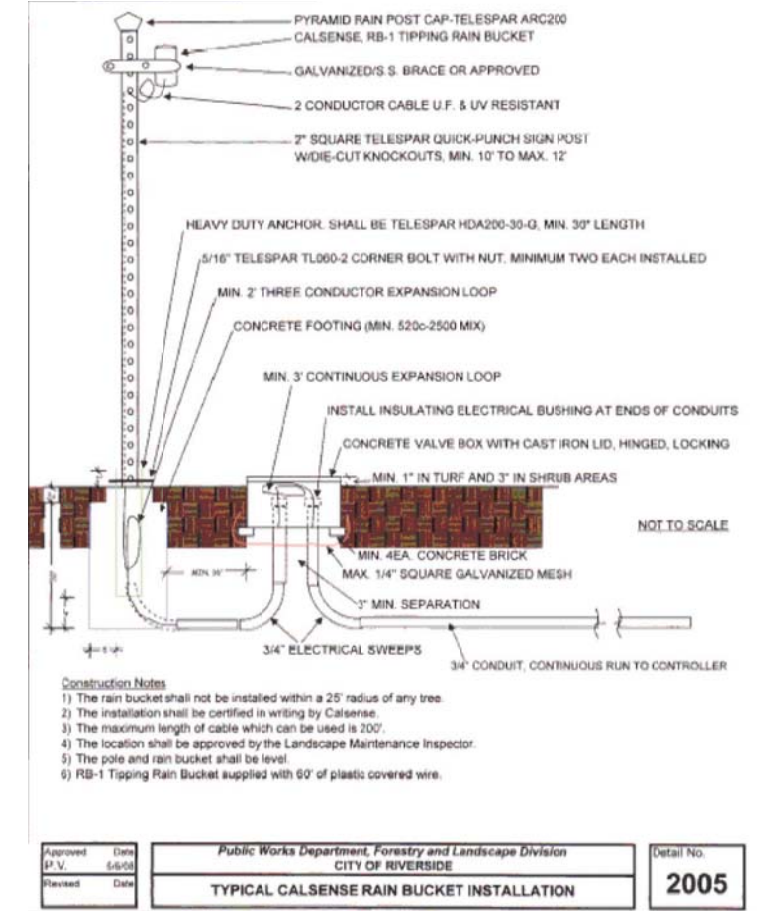 PYRAMID RAIN POST CAP-TELESPAR ARC200
CALSENSE, RB-1 TIPPING RAIN BUCKET
GALVANIZED/S.S. BRACE OR APPROVED
2 CONDUCTOR CABLE U.F. & UV RESISTANT
2" SQUARE TELESPAR QUICK-PUNCH SIGN POST
W/DIE-CUT KNOCKOUTS, MIN. 10' TO MAX. 12'
HEAVY DUTY ANCHOR. SHALL BE TELESPAR HDA200-30-G, MIN. 30" LENGTH
5/16" TELESPAR TL060-2 CORNER BOLT WITH NUT. MINIMUM TWO EACH INSTALLED
MIN. 2' THREE CONDUCTOR EXPANSION LOOP
CONCRETE FOOTING (MIN. 520c-2500 MIX)
MIN. 3' CONTINUOUS EXPANSION LOOP
INSTALL INSULATING ELECTRICAL BUSHING AT ENDS OF CONDUITS
CONCRETE VALVE BOX WITH CAST IRON LID, HINGED, LOCKING
MIN. 1" IN TURF AND 3" IN SHRUB AREAS
NOT TO SCALE
MIN. 4EA. CONCRETE BRICK
MAX. 1/4" SQUARE GALVANIZED MESH
MIN.
3" MIN. SEPARATION
3/4" ELECTRICAL SWEEPS
3/4" CONDUIT, CONTINUOUS RUN TO CONTROLLER
Construction Notes
1) The rain bucket shall not be installed within a 25' radius of any tree.
2) The installation shall be certified in writing by Calsense.
3) The maximum length of cable which can be used is 200'.
4) The location shall be approved by the Landscape Maintenance Inspector.
5) The pole and rain bucket shall be level.
6) RB-1 Tipping Rain Bucket supplied with 60' of plastic covered wire.
Approved Date
P.V. 5/6/08
Revised Date
Public Works Department, Forestry and Landscape Division
CITY OF RIVERSIDE
TYPICAL CALSENSE RAIN BUCKET INSTALLATION
Detail No.
2005